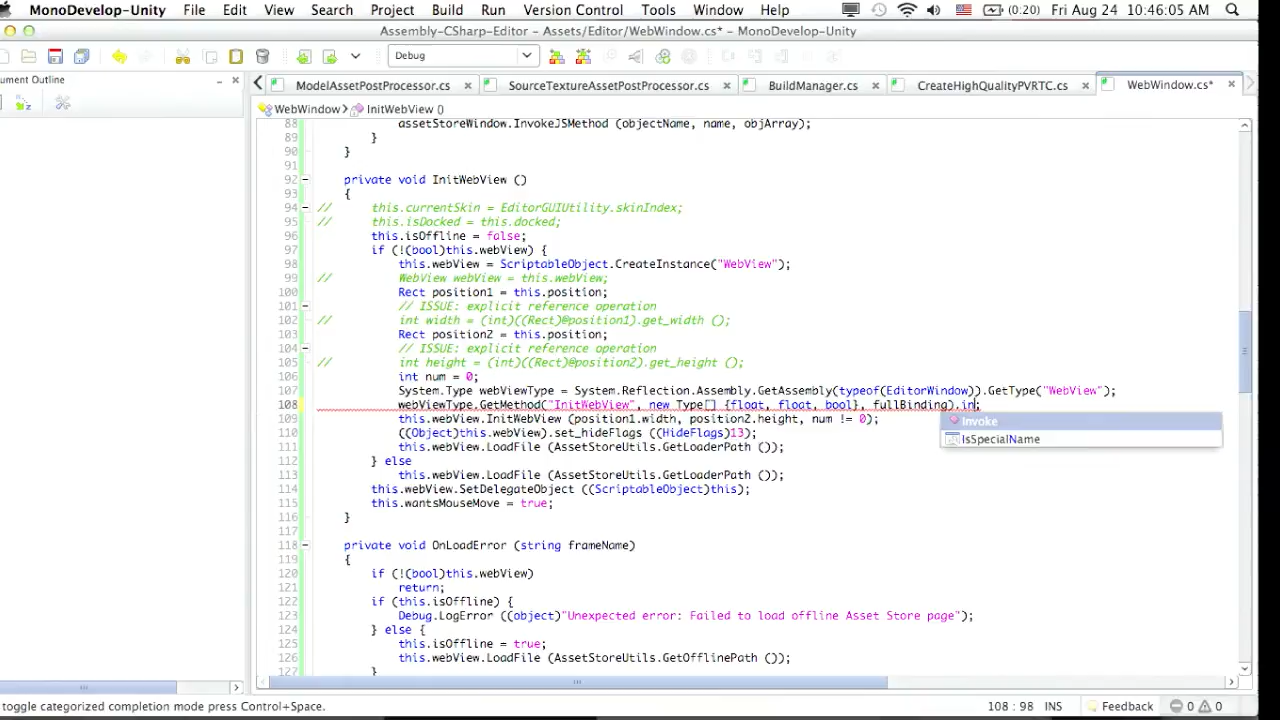 MonoDevelop-Unity File Edit View Search Project Build Run Version Control Tools Window Help (0:20) Fri Aug 24 10:46:05 AM
Assembly-CSharp-Editor - Assets/Editor/WebWindow.cs* - MonoDevelop-Unity
Debug
ument Outline
ModelAssetPostProcessor.cs SourceTextureAssetPostProcessor.cs BuildManager.cs CreateHighQualityPVRTC.cs WebWindow.cs*
WebWindow InitWebView ()
88 assetStoreWindow.InvokeJSMethod (objectName, name, objArray);
89 }
90 }
91
92 private void InitWebView ()
93 {
94 // this.currentSkin = EditorGUIUtility.skinIndex;
95 // this.isDocked = this.docked;
96 this.isOffline = false;
97 if (!(bool)this.webView) {
98 this.webView = ScriptableObject.CreateInstance("WebView");
99 // WebView webView = this.webView;
100 Rect position1 = this.position;
101 // ISSUE: explicit reference operation
102 // int width = (int)((Rect)@position1).get_width ();
103 Rect position2 = this.position;
104 // ISSUE: explicit reference operation
105 // int height = (int)((Rect)@position2).get_height ();
106 int num = 0;
107 System.Type webViewType = System.Reflection.Assembly.GetAssembly(typeof(EditorWindow)).GetType("WebView");
108 webViewType.GetMethod("InitWebView", new Type[] {float, float, bool}, fullBinding).in;
109 this.webView.InitWebView (position1.width, position2.height, num != 0);
Invoke
110 ((Object)this.webView).set_hideFlags ((HideFlags)13);
IsSpecialName
111 this.webView.LoadFile (AssetStoreUtils.GetLoaderPath ());
112 } else
113 this.webView.LoadFile (AssetStoreUtils.GetLoaderPath ());
114 this.webView.SetDelegateObject ((ScriptableObject)this);
115 this.wantsMouseMove = true;
116 }
117
118 private void OnLoadError (string frameName)
119 {
120 if (!(bool)this.webView)
121 return;
122 if (this.isOffline) {
123 Debug.LogError ((object)"Unexpected error: Failed to load offline Asset Store page");
124 } else {
125 this.isOffline = true;
126 this.webView.LoadFile (AssetStoreUtils.GetOfflinePath ());
127 }
toggle categorized completion mode press Control+Space. 108 : 98 INS Feedback 0 0